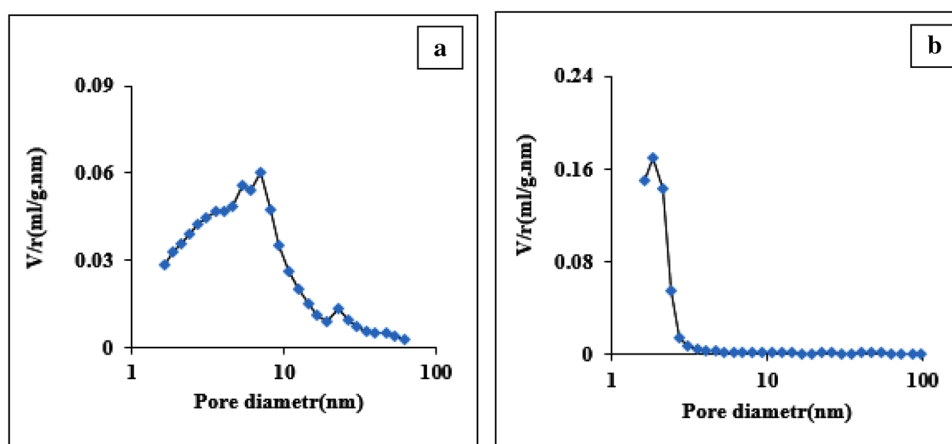 a
0.09
0.06
0.03
0
V/r(ml/g.nm)
1 10 100
Pore diametr(nm)
b
0.24
0.16
0.08
0
V/r(ml/g.nm)
1 10 100
Pore diametr(nm)